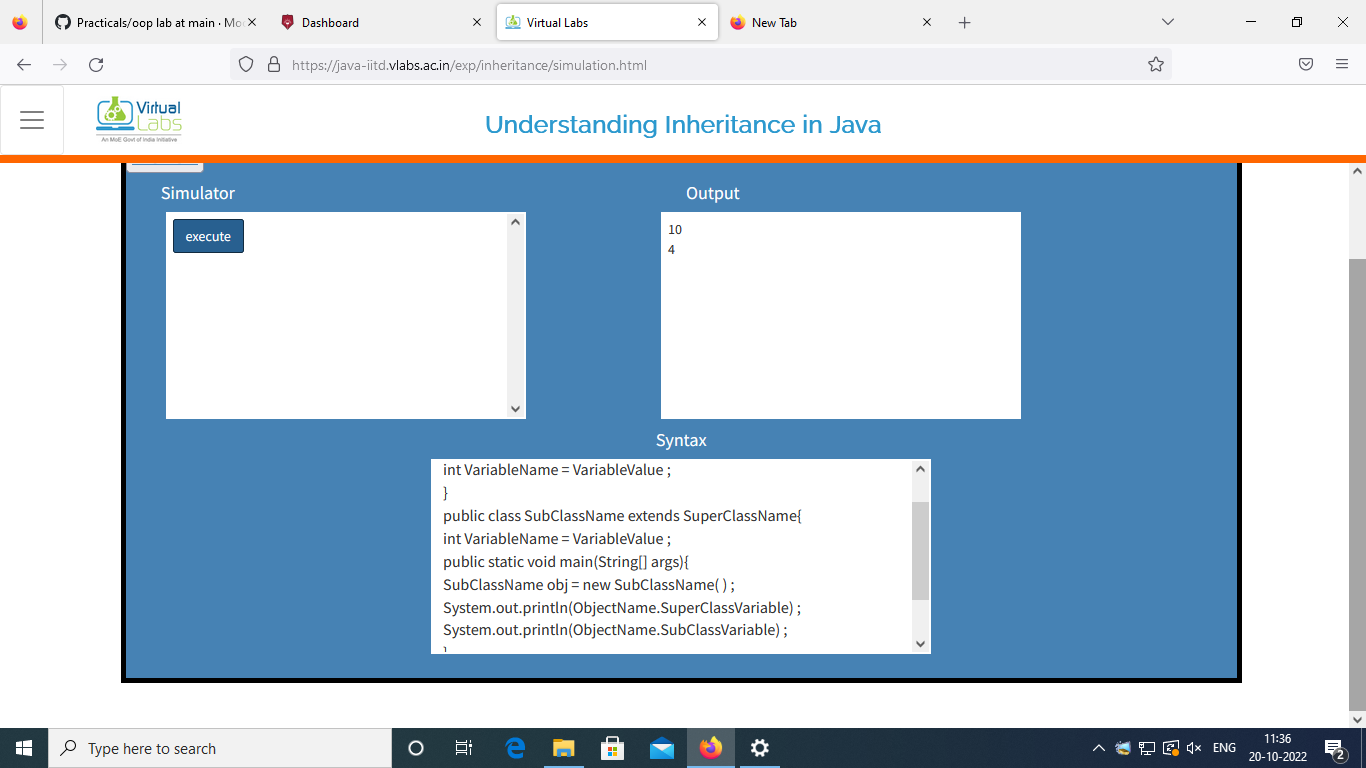 Practicals/oop lab at main · Mo
Dashboard
Virtual Labs
New Tab
https://java-iitd.vlabs.ac.in/exp/inheritance/simulation.html
Virtual
Labs
An MoE Govt of India Initiative
Understanding Inheritance in Java
Simulator
Output
execute
10
4
Syntax
int VariableName = VariableValue ;
}
public class SubClassName extends SuperClassName{
int VariableName = VariableValue ;
public static void main(String[] args){
SubClassName obj = new SubClassName( ) ;
System.out.println(ObjectName.SuperClassVariable) ;
System.out.println(ObjectName.SubClassVariable) ;
}
Type here to search
ENG
11:36
20-10-2022
2